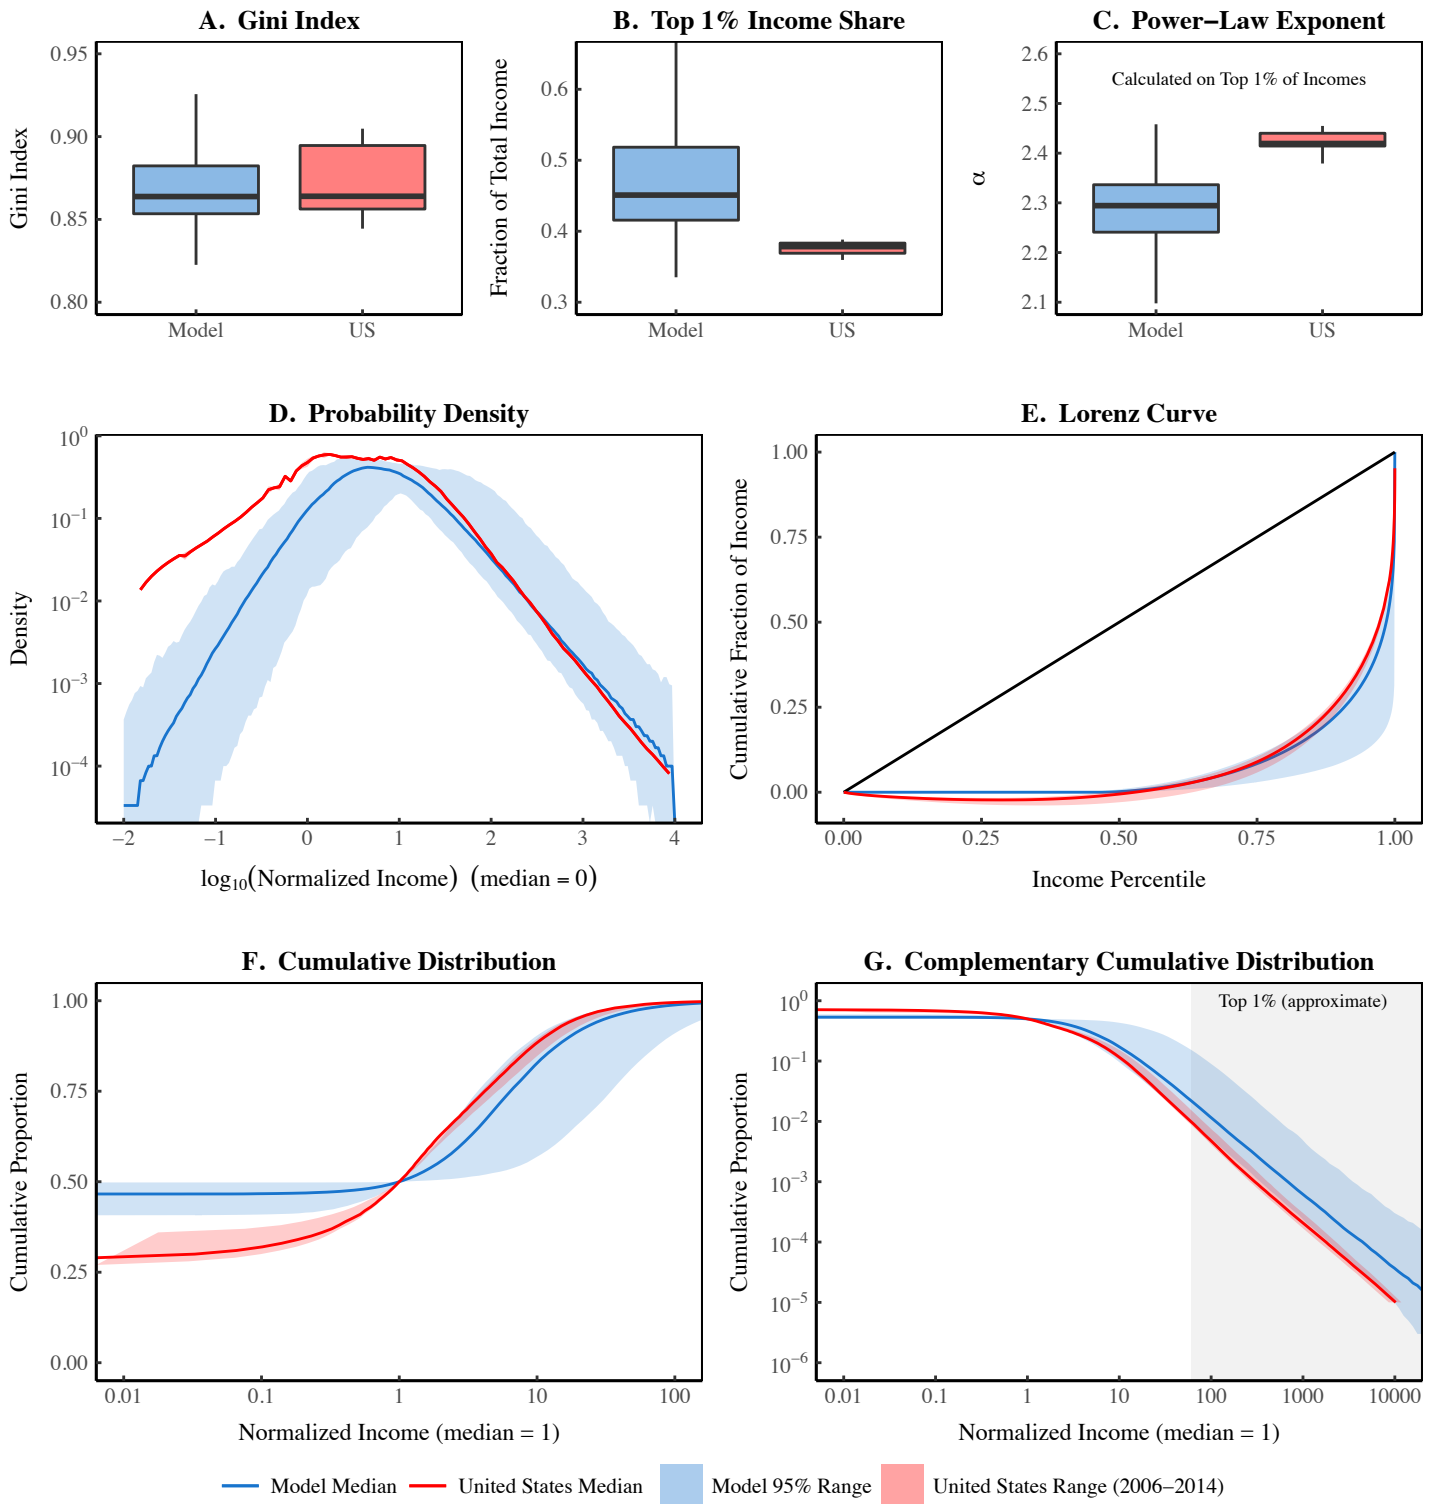 A. Gini Index
B. Top 1% Income Share
C. Power−Law Exponent
Gini Index
0.95
0.90
0.85
0.80
Model
US
Fraction of Total Income
0.6
0.5
0.4
0.3
Model
US
α
2.6
2.5
2.4
2.3
2.2
2.1
Calculated on Top 1% of Incomes
Model
US
D. Probability Density
Density
10⁰
10⁻¹
10⁻²
10⁻³
10⁻⁴
−2
−1
0
1
2
3
4
log₁₀(Normalized Income) (median = 0)
E. Lorenz Curve
Cumulative Fraction of Income
1.00
0.75
0.50
0.25
0.00
0.00
0.25
0.50
0.75
1.00
Income Percentile
F. Cumulative Distribution
Cumulative Proportion
1.00
0.75
0.50
0.25
0.00
0.01
0.1
1
10
100
Normalized Income (median = 1)
G. Complementary Cumulative Distribution
Cumulative Proportion
10⁰
10⁻¹
10⁻²
10⁻³
10⁻⁴
10⁻⁵
10⁻⁶
Top 1% (approximate)
0.01
0.1
1
10
100
1000
10000
Normalized Income (median = 1)
Model Median
United States Median
Model 95% Range
United States Range (2006−2014)